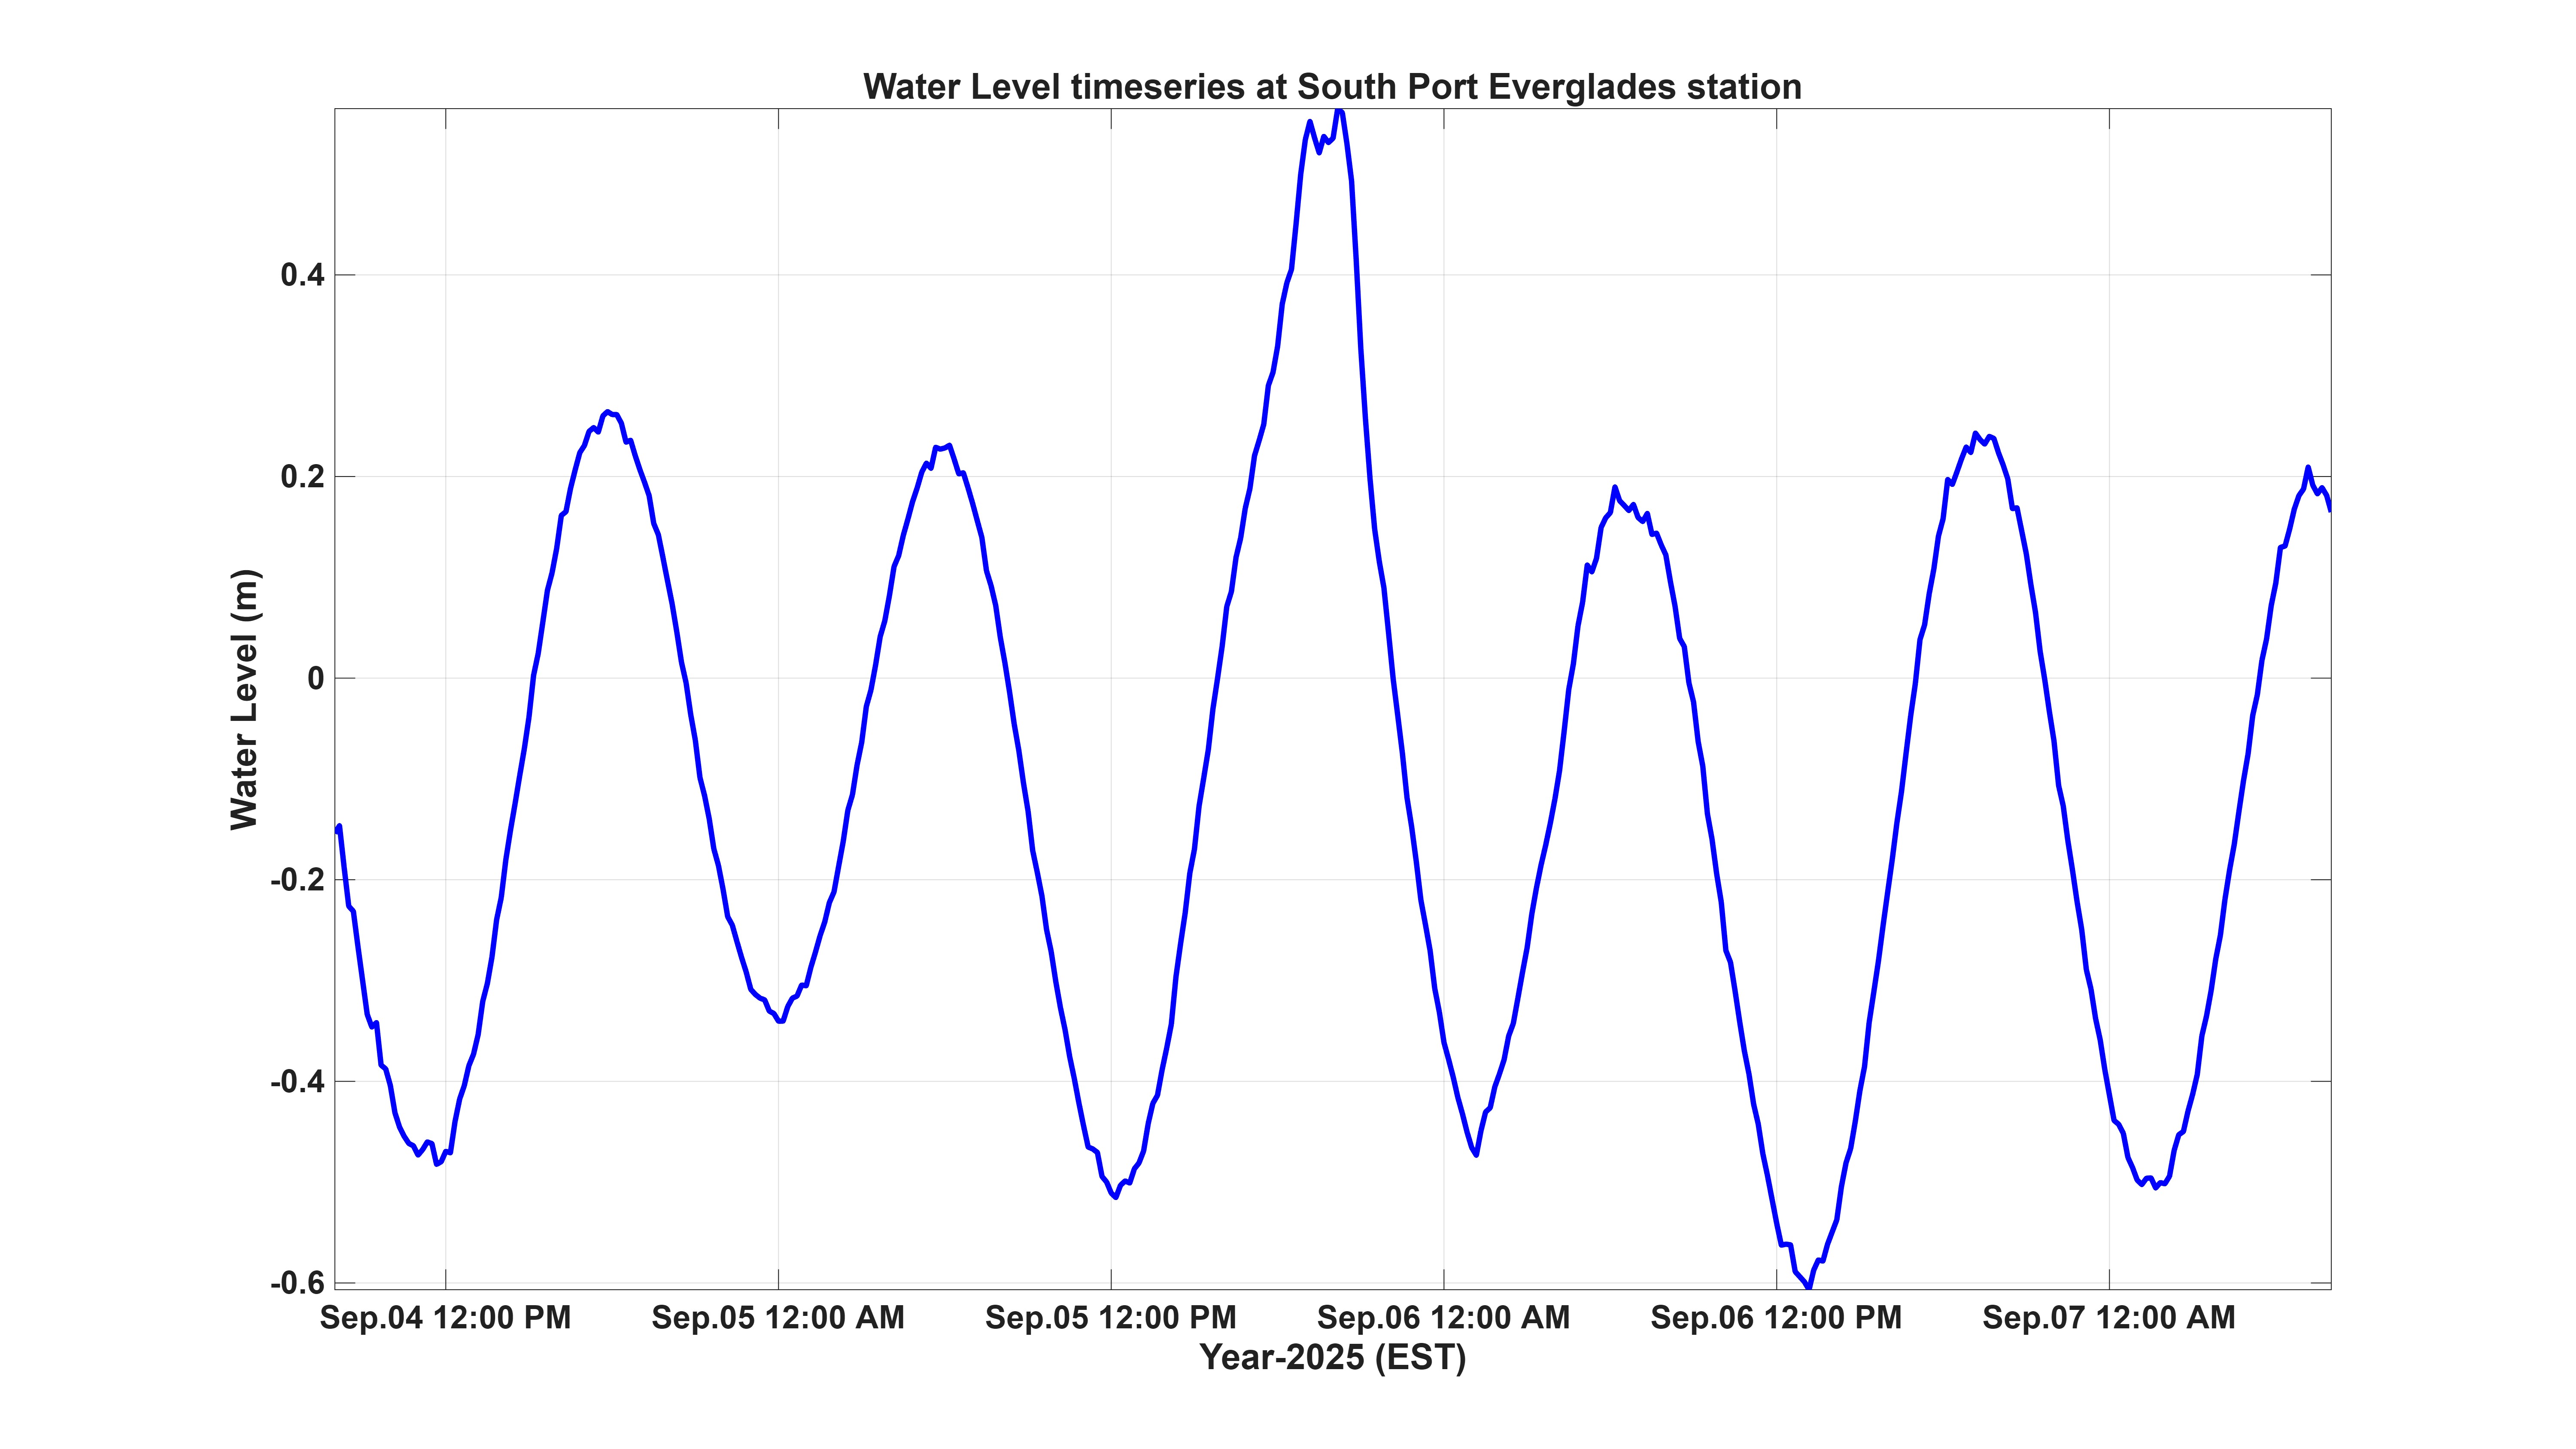 Water Level timeseries at South Port Everglades station
0.4
0.2
0
-0.2
-0.4
-0.6
Water Level (m)
Sep.04 12:00 PM
Sep.05 12:00 AM
Sep.05 12:00 PM
Sep.06 12:00 AM
Sep.06 12:00 PM
Sep.07 12:00 AM
Year-2025 (EST)